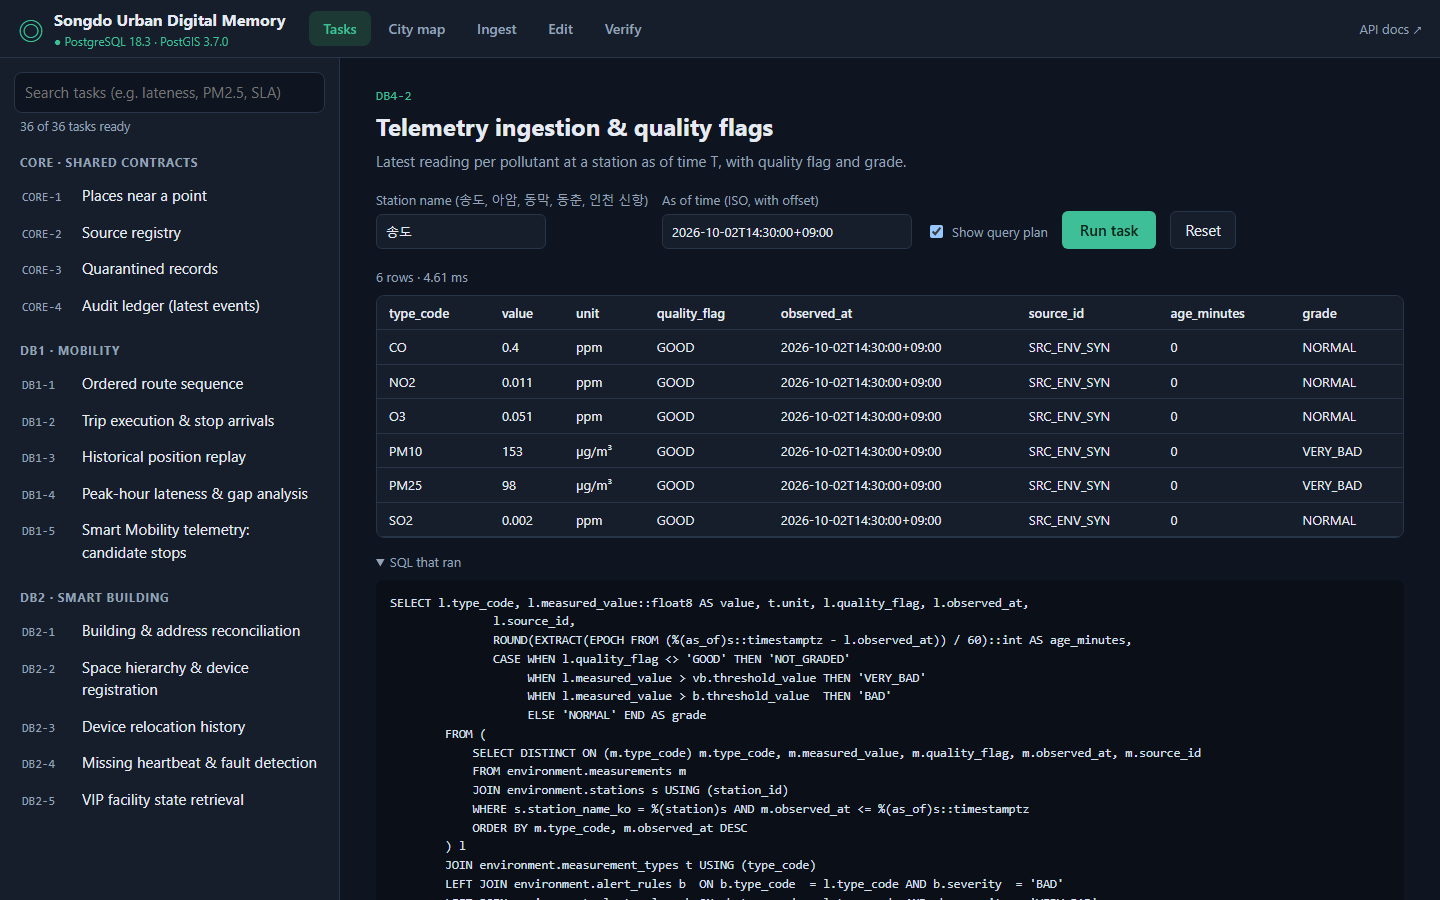 Songdo Urban Digital Memory
● PostgreSQL 18.3 · PostGIS 3.7.0
Tasks
City map
Ingest
Edit
Verify
API docs ↗
Search tasks (e.g. lateness, PM2.5, SLA)
36 of 36 tasks ready
CORE · SHARED CONTRACTS
CORE-1 Places near a point
CORE-2 Source registry
CORE-3 Quarantined records
CORE-4 Audit ledger (latest events)
DB1 · MOBILITY
DB1-1 Ordered route sequence
DB1-2 Trip execution & stop arrivals
DB1-3 Historical position replay
DB1-4 Peak-hour lateness & gap analysis
DB1-5 Smart Mobility telemetry:
candidate stops
DB2 · SMART BUILDING
DB2-1 Building & address reconciliation
DB2-2 Space hierarchy & device
registration
DB2-3 Device relocation history
DB2-4 Missing heartbeat & fault detection
DB2-5 VIP facility state retrieval
DB4-2
Telemetry ingestion & quality flags
Latest reading per pollutant at a station as of time T, with quality flag and grade.
Station name (송도, 아암, 동막, 동춘, 인천 신항) As of time (ISO, with offset)
송도 2026-10-02T14:30:00+09:00 Show query plan Run task Reset
6 rows · 4.61 ms
type_code value unit quality_flag observed_at source_id age_minutes grade
CO 0.4 ppm GOOD 2026-10-02T14:30:00+09:00 SRC_ENV_SYN 0 NORMAL
NO2 0.011 ppm GOOD 2026-10-02T14:30:00+09:00 SRC_ENV_SYN 0 NORMAL
O3 0.051 ppm GOOD 2026-10-02T14:30:00+09:00 SRC_ENV_SYN 0 NORMAL
PM10 153 µg/m³ GOOD 2026-10-02T14:30:00+09:00 SRC_ENV_SYN 0 VERY_BAD
PM25 98 µg/m³ GOOD 2026-10-02T14:30:00+09:00 SRC_ENV_SYN 0 VERY_BAD
SO2 0.002 ppm GOOD 2026-10-02T14:30:00+09:00 SRC_ENV_SYN 0 NORMAL
▼ SQL that ran
SELECT l.type_code, l.measured_value::float8 AS value, t.unit, l.quality_flag, l.observed_at,
l.source_id,
ROUND(EXTRACT(EPOCH FROM (%(as_of)s::timestamptz - l.observed_at)) / 60)::int AS age_minutes,
CASE WHEN l.quality_flag <> 'GOOD' THEN 'NOT_GRADED'
WHEN l.measured_value > vb.threshold_value THEN 'VERY_BAD'
WHEN l.measured_value > b.threshold_value  THEN 'BAD'
ELSE 'NORMAL' END AS grade
FROM (
SELECT DISTINCT ON (m.type_code) m.type_code, m.measured_value, m.quality_flag, m.observed_at, m.source_id
FROM environment.measurements m
JOIN environment.stations s USING (station_id)
WHERE s.station_name_ko = %(station)s AND m.observed_at <= %(as_of)s::timestamptz
ORDER BY m.type_code, m.observed_at DESC
) l
JOIN environment.measurement_types t USING (type_code)
LEFT JOIN environment.alert_rules b  ON b.type_code  = l.type_code AND b.severity  = 'BAD'